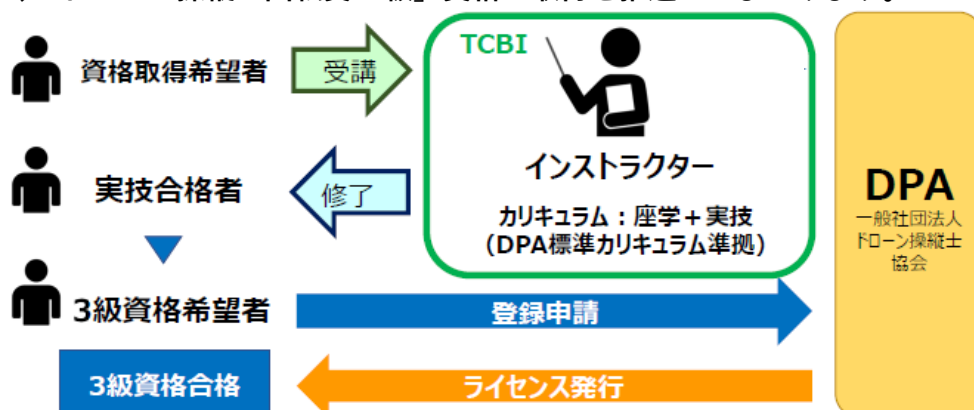 資格取得希望者
受講
TCBI
インストラクター
カリキュラム：座学＋実技
（DPA標準カリキュラム準拠）
実技合格者
修了
3級資格希望者
登録申請
3級資格合格
ライセンス発行
DPA
一般社団法人
ドローン操縦士
協会